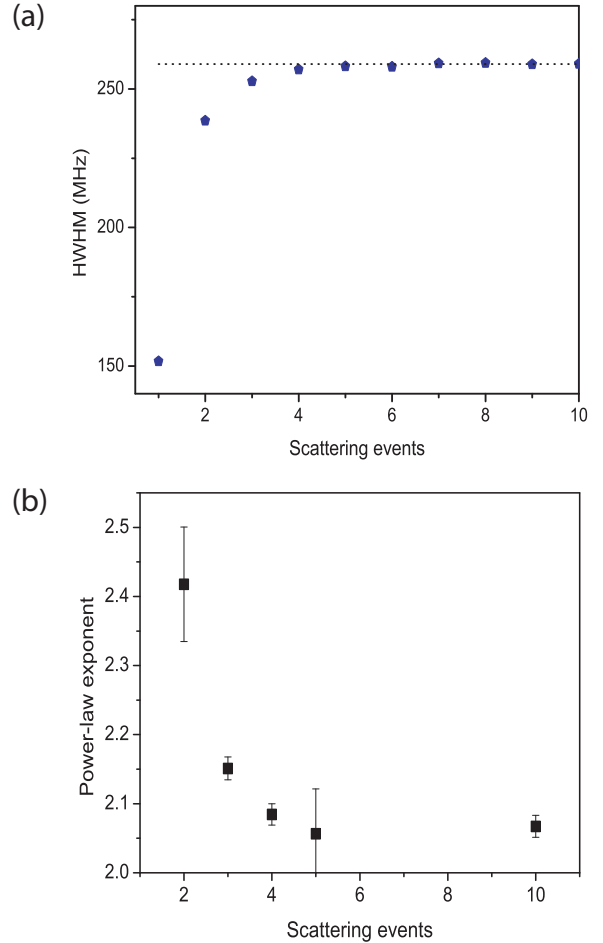 (a)
250
200
150
HWHM (MHz)
2 4 6 8 10
Scattering events
(b)
2.5
2.4
2.3
2.2
2.1
2.0
Power-law exponent
2 4 6 8 10
Scattering events